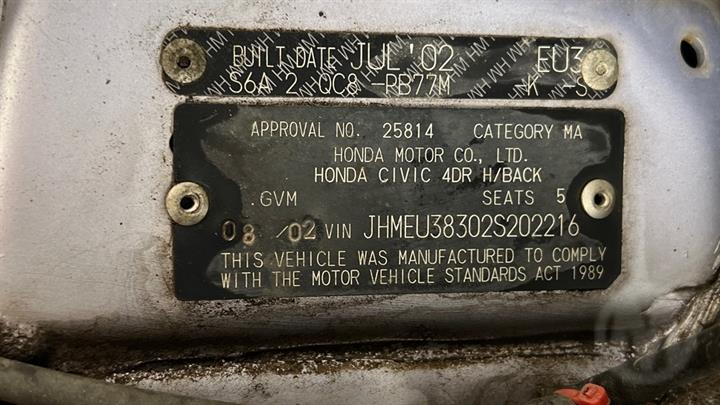 BUILT DATE JUL '02 EU3
S6A 2 QC8 -PB77M K -S
APPROVAL NO. 25814 CATEGORY MA
HONDA MOTOR CO., LTD.
HONDA CIVIC 4DR H/BACK
GVM SEATS 5
08 /02 VIN JHMEU38302S202216
THIS VEHICLE WAS MANUFACTURED TO COMPLY
WITH THE MOTOR VEHICLE STANDARDS ACT 1989